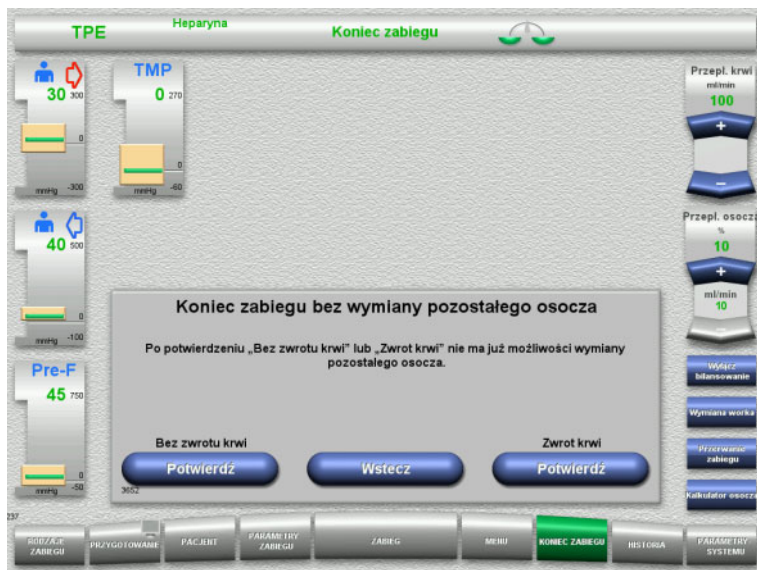 TPE
Heparyna
Koniec zabiegu
30 300
0
mmHg -300
TMP
0 270
0
mmHg -60
Przepl. krwi
ml/min
100
+
−
40 500
0
mmHg -100
Przepl. osocza
%
10
+
ml/min
10
−
Pre-F
45 750
0
mmHg -50
Koniec zabiegu bez wymiany pozostałego osocza
Po potwierdzeniu „Bez zwrotu krwi” lub „Zwrot krwi” nie ma już możliwości wymiany
pozostałego osocza.
Bez zwrotu krwi
Potwierdź
Wstecz
Zwrot krwi
Potwierdź
3652
Wyłącz
bilansowanie
Wymiana worka
Przerwanie
zabiegu
Kalkulator osocza
237
RODZAJE
ZABIEGU
PRZYGOTOWANIE
PACJENT
PARAMETRY
ZABIEGU
ZABIEG
MENU
KONIEC ZABIEGU
HISTORIA
PARAMETRY
SYSTEMU